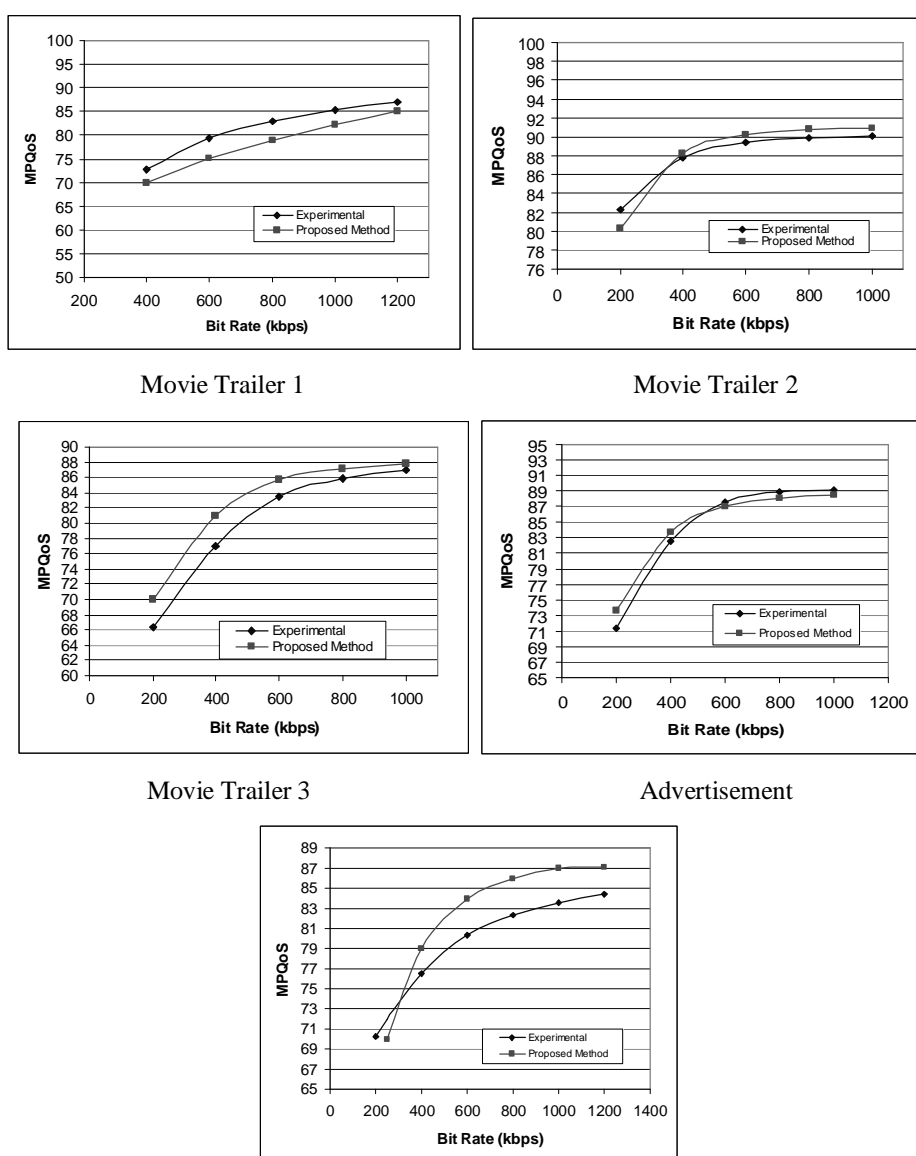 100
95
90
85
80
75
70
65
60
55
50
MPQoS
Experimental
Proposed Method
200 400 600 800 1000 1200
Bit Rate (kbps)
100
98
96
94
92
90
88
86
84
82
80
78
76
MPQoS
Experimental
Proposed Method
0 200 400 600 800 1000
Bit Rate (kbps)
Movie Trailer 1
Movie Trailer 2
90
88
86
84
82
80
78
76
74
72
70
68
66
64
62
60
MPQoS
Experimental
Proposed Method
0 200 400 600 800 1000
Bit Rate (kbps)
95
93
91
89
87
85
83
81
79
77
75
73
71
69
67
65
MPQoS
Experimental
Proposed Method
0 200 400 600 800 1000 1200
Bit Rate (kbps)
Movie Trailer 3
Advertisement
89
87
85
83
81
79
77
75
73
71
69
67
65
MPQoS
Experimental
Proposed Method
0 200 400 600 800 1000 1200 1400
Bit Rate (kbps)